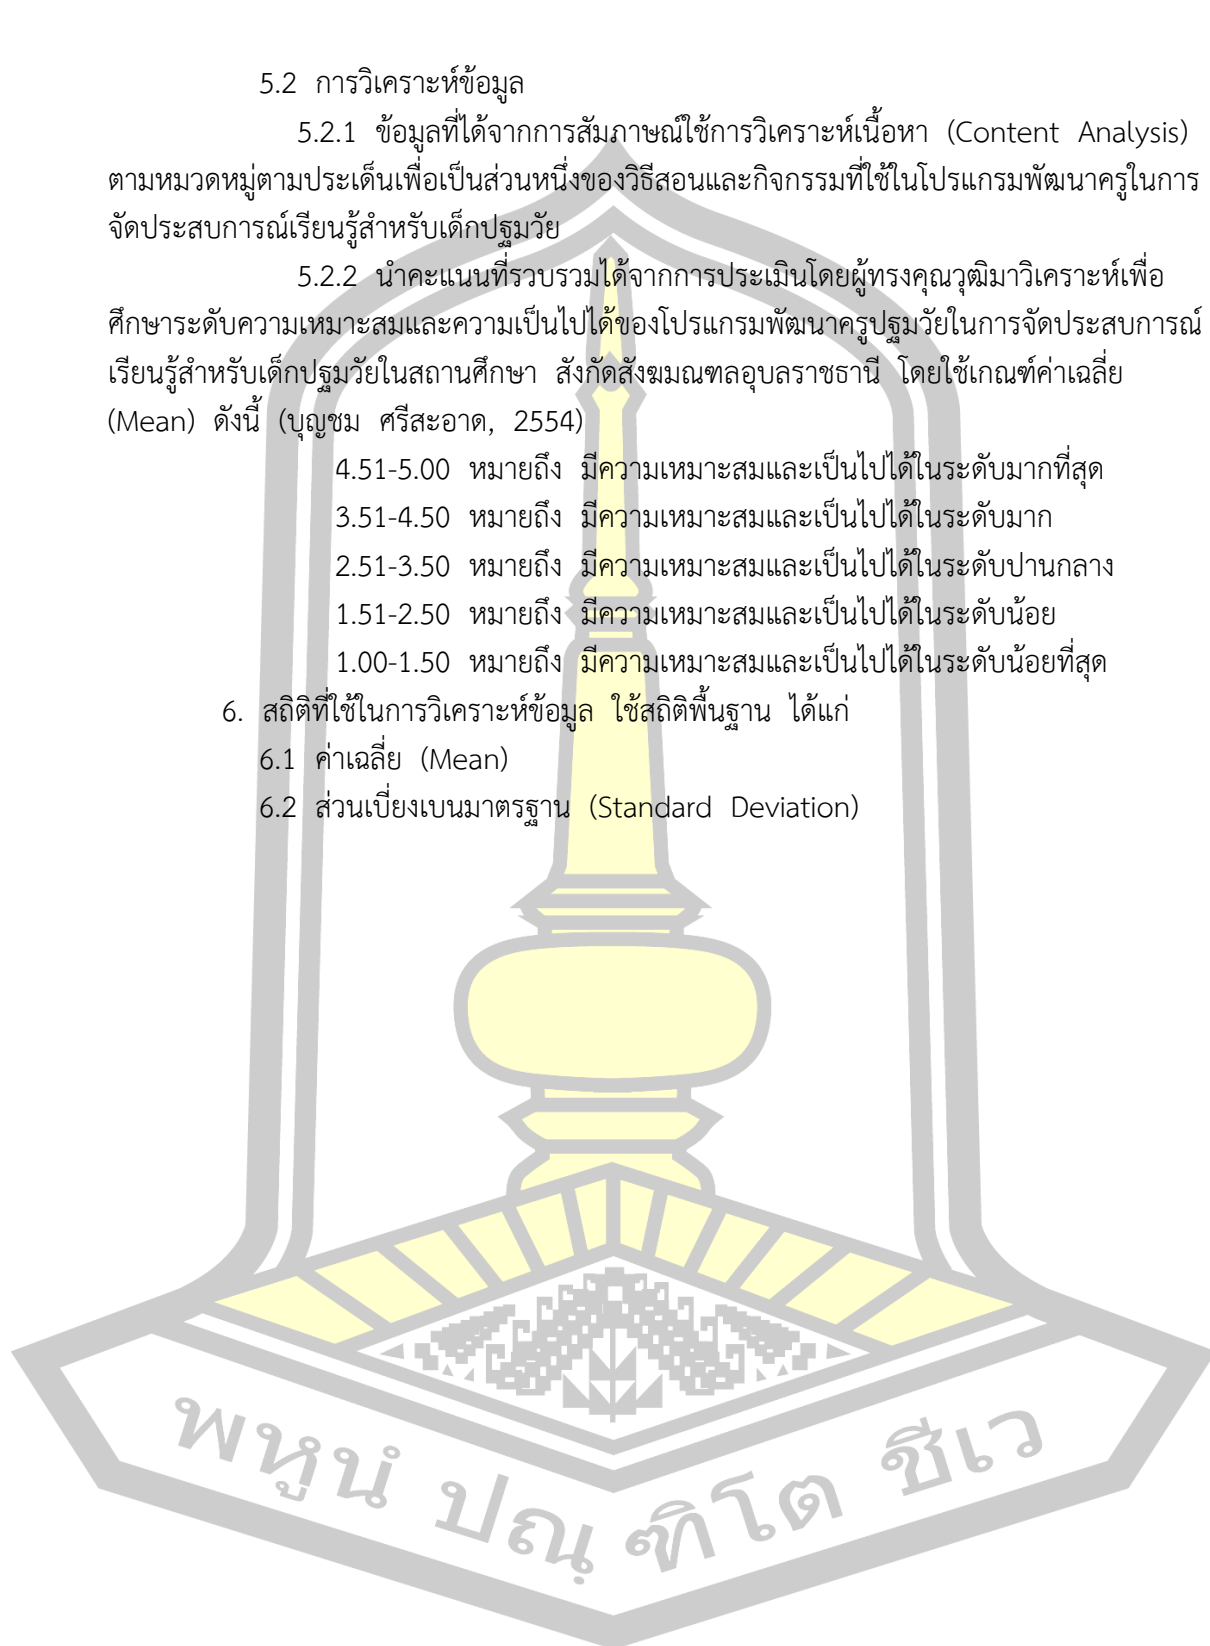 5.2 การวิเคราะห์ข้อมูล
5.2.1 ข้อมูลที่ได้จากการสัมภาษณ์ใช้การวิเคราะห์เนื้อหา (Content Analysis)
ตามหมวดหมู่ตามประเด็นเพื่อเป็นส่วนหนึ่งของวิธีสอนและกิจกรรมที่ใช้ในโปรแกรมพัฒนาครูในการ
จัดประสบการณ์เรียนรู้สำหรับเด็กปฐมวัย
5.2.2 นำคะแนนที่รวบรวมได้จากการประเมินโดยผู้ทรงคุณวุฒิมาวิเคราะห์เพื่อ
ศึกษาระดับความเหมาะสมและความเป็นไปได้ของโปรแกรมพัฒนาครูปฐมวัยในการจัดประสบการณ์
เรียนรู้สำหรับเด็กปฐมวัยในสถานศึกษา สังกัดสังฆมณฑลอุบลราชธานี โดยใช้เกณฑ์ค่าเฉลี่ย
(Mean) ดังนี้ (บุญชม ศรีสะอาด, 2554)
4.51-5.00 หมายถึง มีความเหมาะสมและเป็นไปได้ในระดับมากที่สุด
3.51-4.50 หมายถึง มีความเหมาะสมและเป็นไปได้ในระดับมาก
2.51-3.50 หมายถึง มีความเหมาะสมและเป็นไปได้ในระดับปานกลาง
1.51-2.50 หมายถึง มีความเหมาะสมและเป็นไปได้ในระดับน้อย
1.00-1.50 หมายถึง มีความเหมาะสมและเป็นไปได้ในระดับน้อยที่สุด
6. สถิติที่ใช้ในการวิเคราะห์ข้อมูล ใช้สถิติพื้นฐาน ได้แก่
6.1 ค่าเฉลี่ย (Mean)
6.2 ส่วนเบี่ยงเบนมาตรฐาน (Standard Deviation)
พหูนํ ปณฺ ฑิโต ชีเว